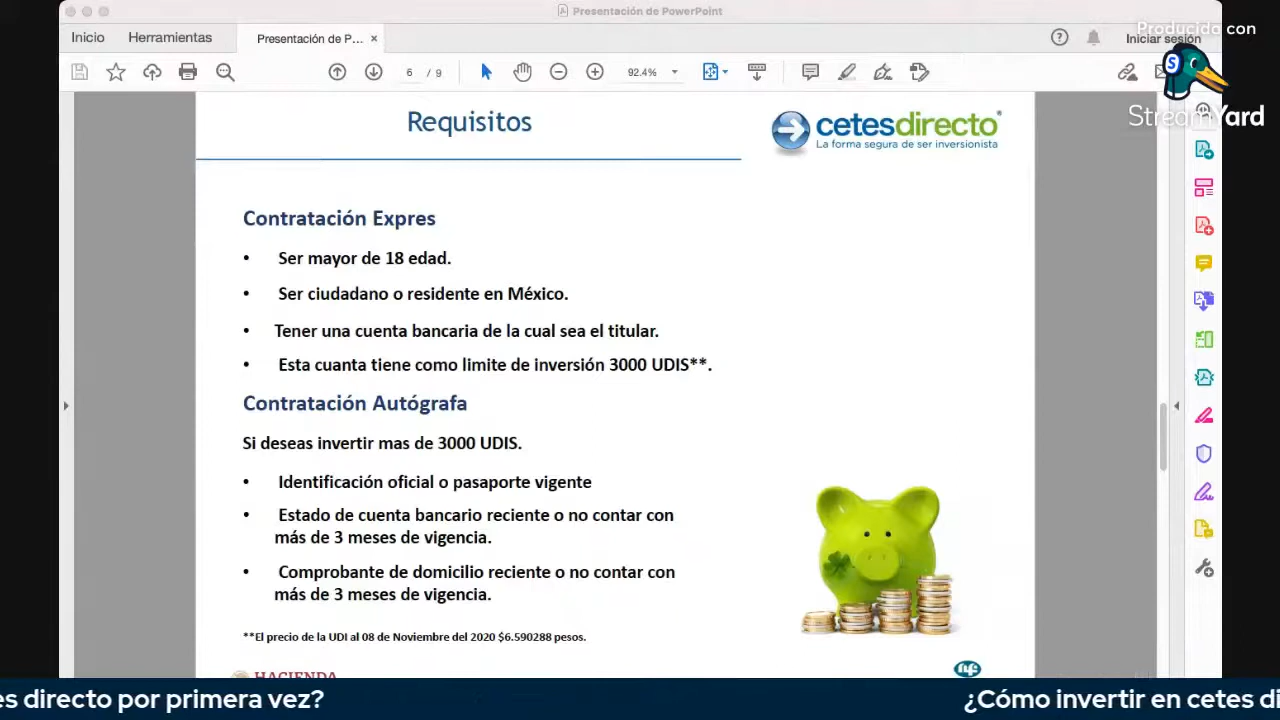 Presentación de PowerPoint
Producido con
Inicio
Herramientas
Presentación de P... ×
Iniciar sesión
6 / 9
92.4%
StreamYard
Requisitos
cetesdirecto®
La forma segura de ser inversionista
Contratación Expres
• Ser mayor de 18 edad.
• Ser ciudadano o residente en México.
• Tener una cuenta bancaria de la cual sea el titular.
• Esta cuanta tiene como limite de inversión 3000 UDIS**.
Contratación Autógrafa
Si deseas invertir mas de 3000 UDIS.
• Identificación oficial o pasaporte vigente
• Estado de cuenta bancario reciente o no contar con
más de 3 meses de vigencia.
• Comprobante de domicilio reciente o no contar con
más de 3 meses de vigencia.
**El precio de la UDI al 08 de Noviembre del 2020 $6.590288 pesos.
HACIENDA
es directo por primera vez?
¿Cómo invertir en cetes di